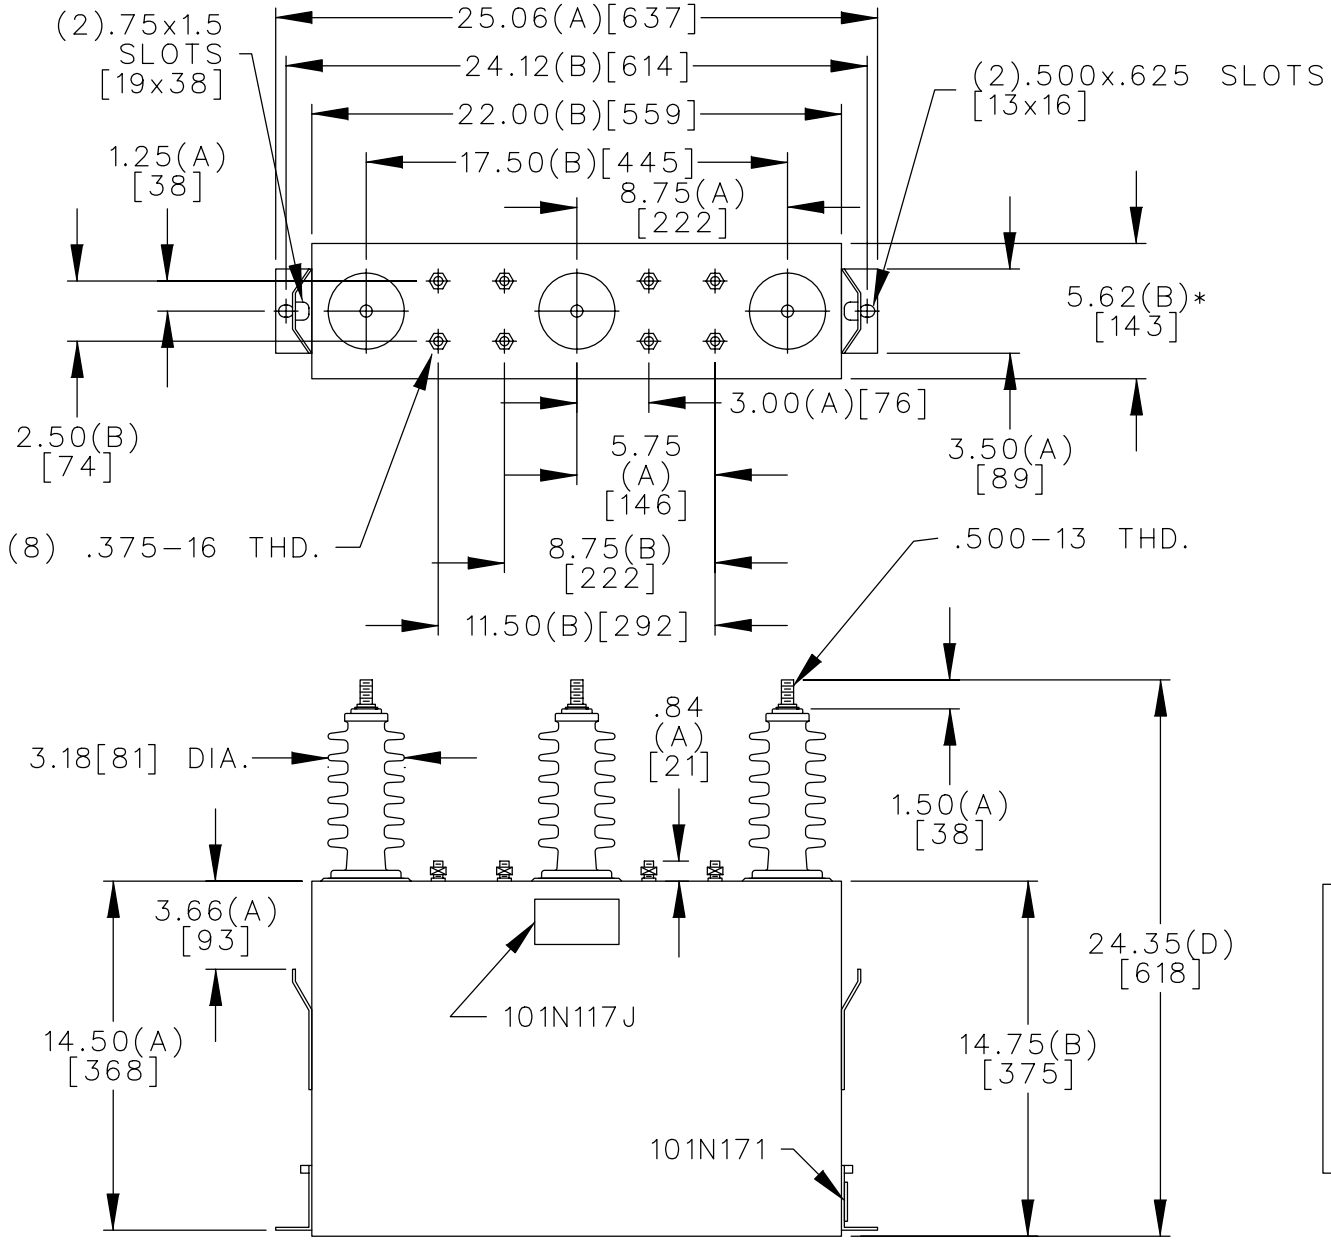 25.06(A)[637]
(2).75x1.5
SLOTS
[19x38]
24.12(B)[614]
(2).500x.625 SLOTS
[13x16]
22.00(B)[559]
1.25(A)
[38]
17.50(B)[445]
8.75(A)
[222]
5.62(B)*
[143]
3.00(A)[76]
2.50(B)
[74]
5.75
(A)
[146]
3.50(A)
[89]
(8) .375-16 THD.
8.75(B)
[222]
.500-13 THD.
11.50(B)[292]
.84
(A)
[21]
3.18[81] DIA.
1.50(A)
[38]
3.66(A)
[93]
24.35(D)
[618]
101N117J
14.50(A)
[368]
14.75(B)
[375]
101N171